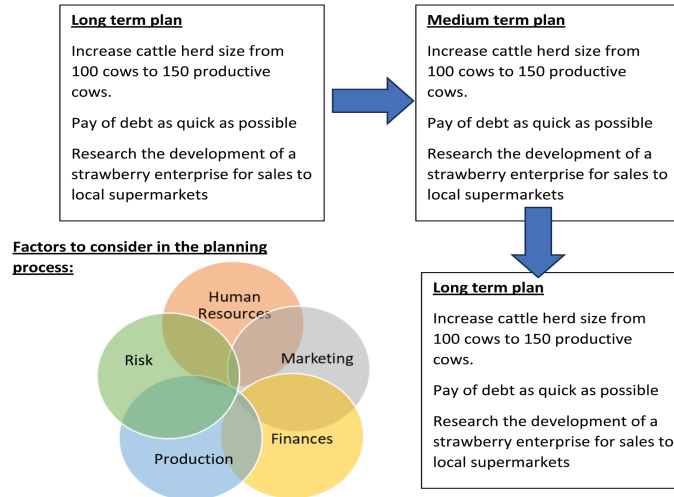 Long term plan
Increase cattle herd size from
100 cows to 150 productive
cows.
Pay of debt as quick as possible
Research the development of a
strawberry enterprise for sales to
local supermarkets
Medium term plan
Increase cattle herd size from
100 cows to 150 productive
cows.
Pay of debt as quick as possible
Research the development of a
strawberry enterprise for sales to
local supermarkets
Long term plan
Increase cattle herd size from
100 cows to 150 productive
cows.
Pay of debt as quick as possible
Research the development of a
strawberry enterprise for sales to
local supermarkets
Factors to consider in the planning
process:
Human
Resources
Marketing
Risk
Finances
Production